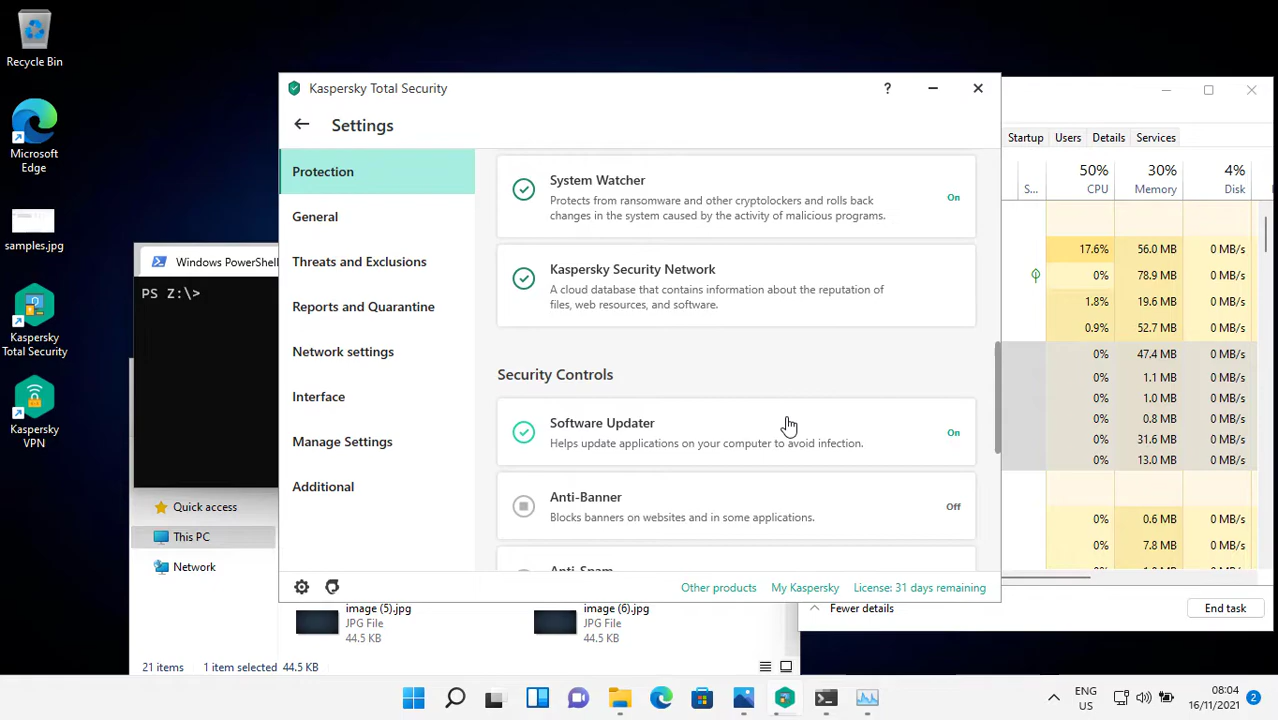 Recycle Bin
Microsoft
Edge
samples.jpg
Kaspersky
Total Security
Kaspersky
VPN
Kaspersky Total Security
?
Settings
Protection
General
Threats and Exclusions
Reports and Quarantine
Network settings
Interface
Manage Settings
Additional
System Watcher
Protects from ransomware and other cryptolockers and rolls back
changes in the system caused by the activity of malicious programs.
On
Kaspersky Security Network
A cloud database that contains information about the reputation of
files, web resources, and software.
Security Controls
Software Updater
Helps update applications on your computer to avoid infection.
On
Anti-Banner
Blocks banners on websites and in some applications.
Off
Other products
My Kaspersky
License: 31 days remaining
Windows PowerShell
PS Z:\>
Quick access
This PC
Network
image (5).jpg
JPG File
44.5 KB
image (6).jpg
JPG File
44.5 KB
21 items 1 item selected 44.5 KB
Startup Users Details Services
50% 30% 4%
S... CPU Memory Disk
17.6% 56.0 MB 0 MB/s
0% 78.9 MB 0 MB/s
1.8% 19.6 MB 0 MB/s
0.9% 52.7 MB 0 MB/s
0% 47.4 MB 0 MB/s
0% 1.1 MB 0 MB/s
0% 1.0 MB 0 MB/s
0% 0.8 MB 0 MB/s
0% 31.6 MB 0 MB/s
0% 13.0 MB 0 MB/s
0% 0.6 MB 0 MB/s
0% 7.8 MB 0 MB/s
Fewer details
End task
ENG
US
08:04
16/11/2021
2